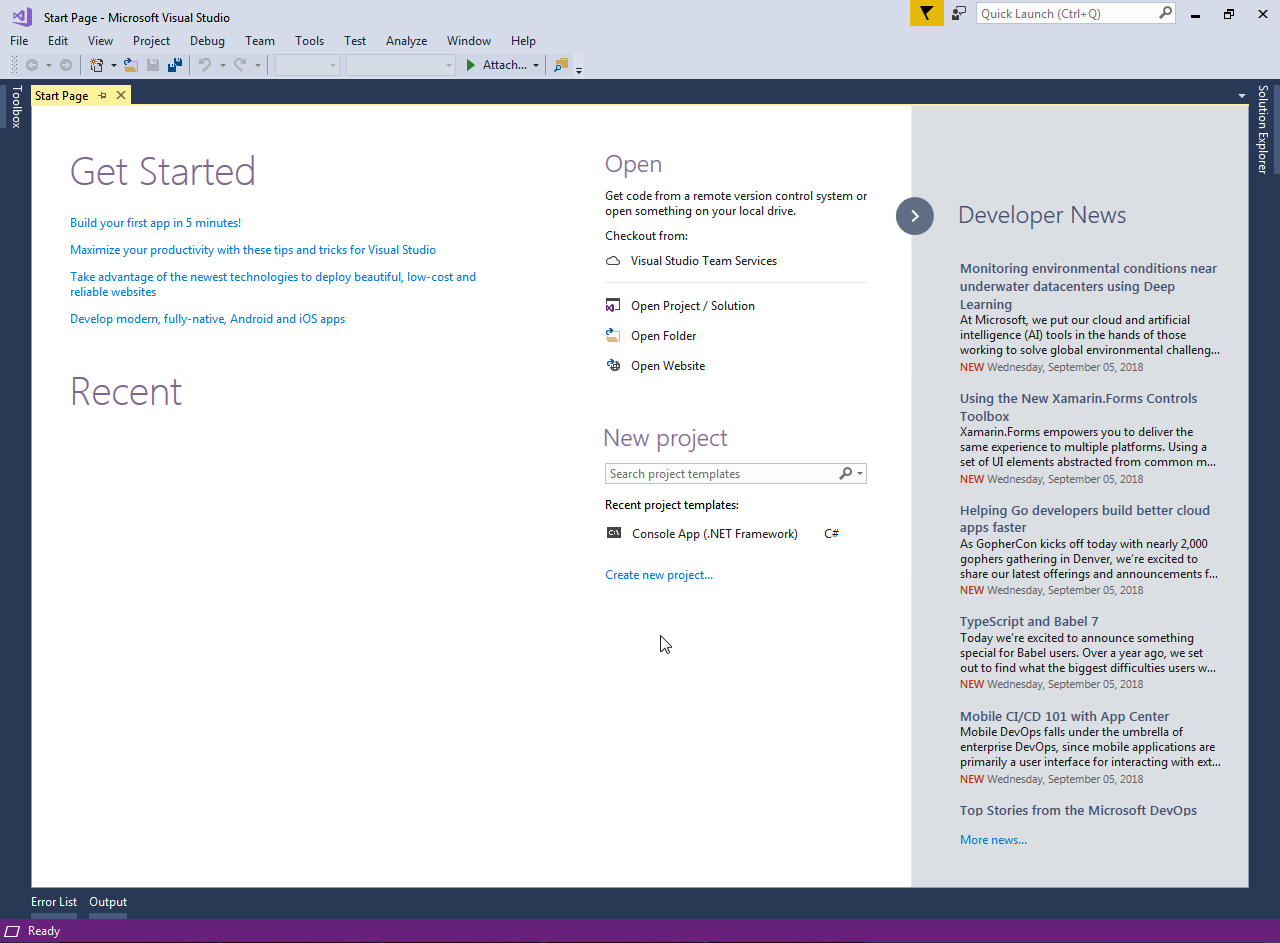 Start Page - Microsoft Visual Studio
Quick Launch (Ctrl+Q)
File Edit View Project Debug Team Tools Test Analyze Window Help
Attach...
Toolbox
Start Page
Solution Explorer
Get Started
Build your first app in 5 minutes!
Maximize your productivity with these tips and tricks for Visual Studio
Take advantage of the newest technologies to deploy beautiful, low-cost and
reliable websites
Develop modern, fully-native, Android and iOS apps
Recent
Open
Get code from a remote version control system or
open something on your local drive.
Checkout from:
Visual Studio Team Services
Open Project / Solution
Open Folder
Open Website
New project
Search project templates
Recent project templates:
Console App (.NET Framework) C#
Create new project...
Developer News
Monitoring environmental conditions near
underwater datacenters using Deep
Learning
At Microsoft, we put our cloud and artificial
intelligence (AI) tools in the hands of those
working to solve global environmental challeng...
NEW Wednesday, September 05, 2018
Using the New Xamarin.Forms Controls
Toolbox
Xamarin.Forms empowers you to deliver the
same experience to multiple platforms. Using a
set of UI elements abstracted from common m...
NEW Wednesday, September 05, 2018
Helping Go developers build better cloud
apps faster
As GopherCon kicks off today with nearly 2,000
gophers gathering in Denver, we're excited to
share our latest offerings and announcements f...
NEW Wednesday, September 05, 2018
TypeScript and Babel 7
Today we're excited to announce something
special for Babel users. Over a year ago, we set
out to find what the biggest difficulties users w...
NEW Wednesday, September 05, 2018
Mobile CI/CD 101 with App Center
Mobile DevOps falls under the umbrella of
enterprise DevOps, since mobile applications are
primarily a user interface for interacting with ext...
NEW Wednesday, September 05, 2018
Top Stories from the Microsoft DevOps
More news...
Error List Output
Ready